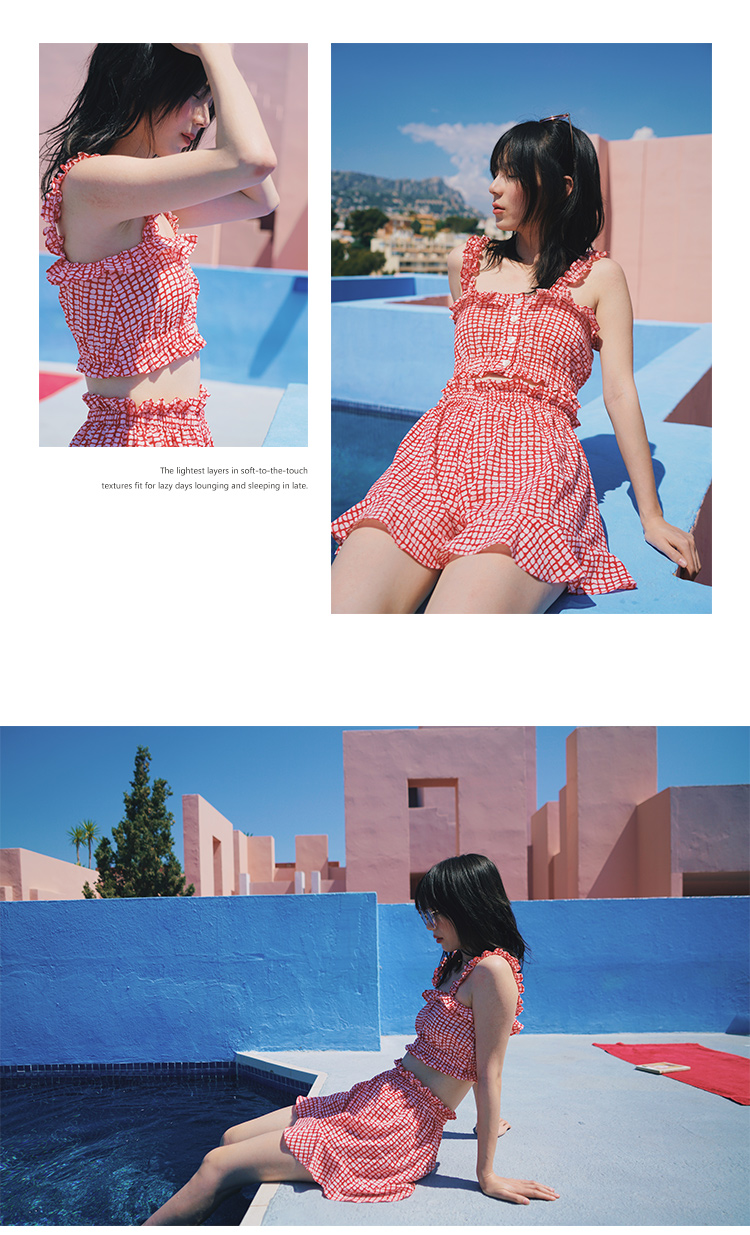 The lightest layers in soft-to-the-touch
textures fit for lazy days lounging and sleeping in late.